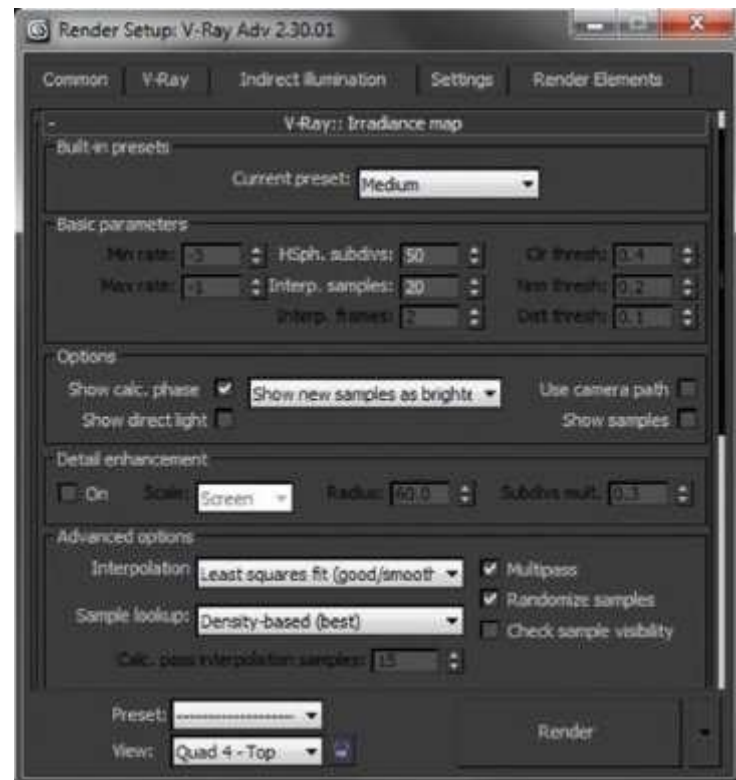 Render Setup: V-Ray Adv 2.30.01
Common V-Ray Indirect illumination Settings Render Elements
- V-Ray:: Irradiance map
Built-in presets
Current preset: Medium
Basic parameters
Min rate: -3 HSph. subdivs: 50 Clr thresh: 0.4
Max rate: -1 Interp. samples: 20 Nrm thresh: 0.2
Interp. frames: 2 Dist thresh: 0.1
Options
Show calc. phase Show new samples as brighte Use camera path
Show direct light Show samples
Detail enhancement
On Scale: Screen Radius: 60.0 Subdivs mult. 0.3
Advanced options
Interpolation Least squares fit (good/smooth Multipass
Randomize samples
Sample lookup: Density-based (best) Check sample visibility
Calc. pass interpolation samples: 15
Preset: --------------------
View: Quad 4 - Top Render